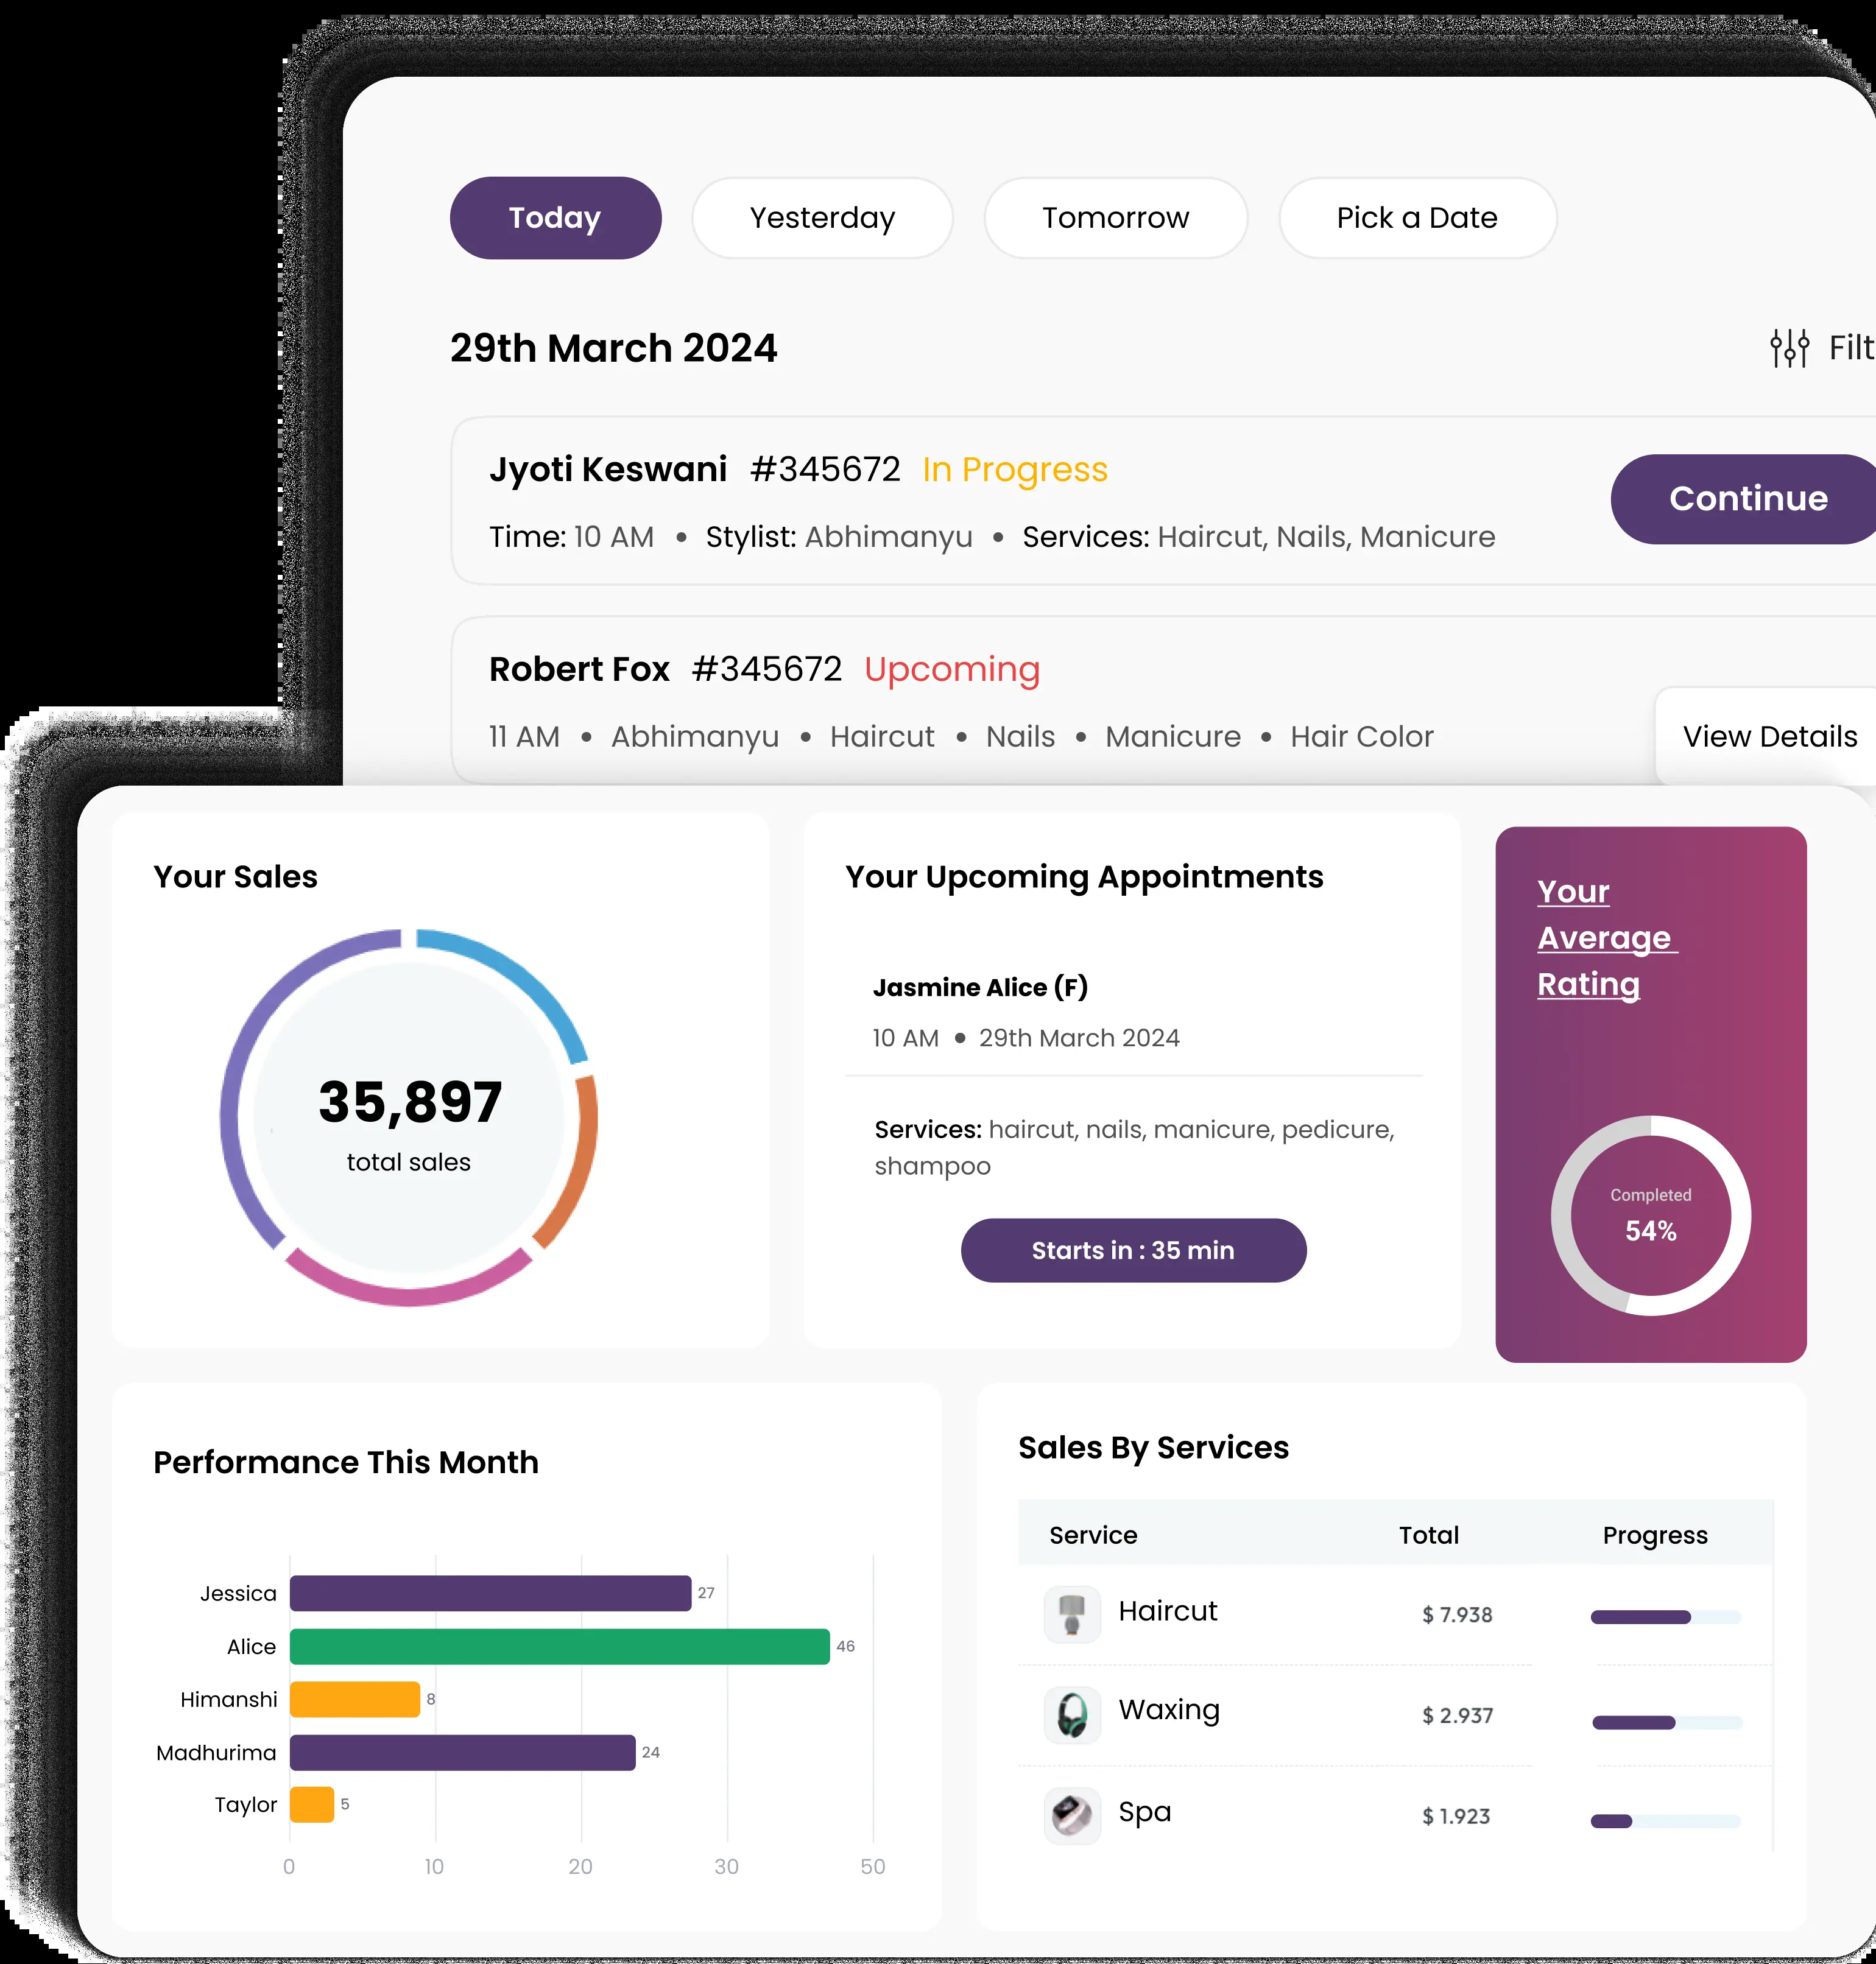 Today Yesterday Tomorrow Pick a Date
29th March 2024
Filt
Jyoti Keswani #345672 In Progress
Time: 10 AM • Stylist: Abhimanyu • Services: Haircut, Nails, Manicure
Continue
Robert Fox #345672 Upcoming
11 AM • Abhimanyu • Haircut • Nails • Manicure • Hair Color
View Details
Your Sales
35,897
total sales
Your Upcoming Appointments
Jasmine Alice (F)
10 AM • 29th March 2024
Services: haircut, nails, manicure, pedicure,
shampoo
Starts in : 35 min
Your
Average
Rating
Completed
54%
Performance This Month
Jessica 27
Alice 46
Himanshi 8
Madhurima 24
Taylor 5
0 10 20 30 50
Sales By Services
Service Total Progress
Haircut $ 7.938
Waxing $ 2.937
Spa $ 1.923